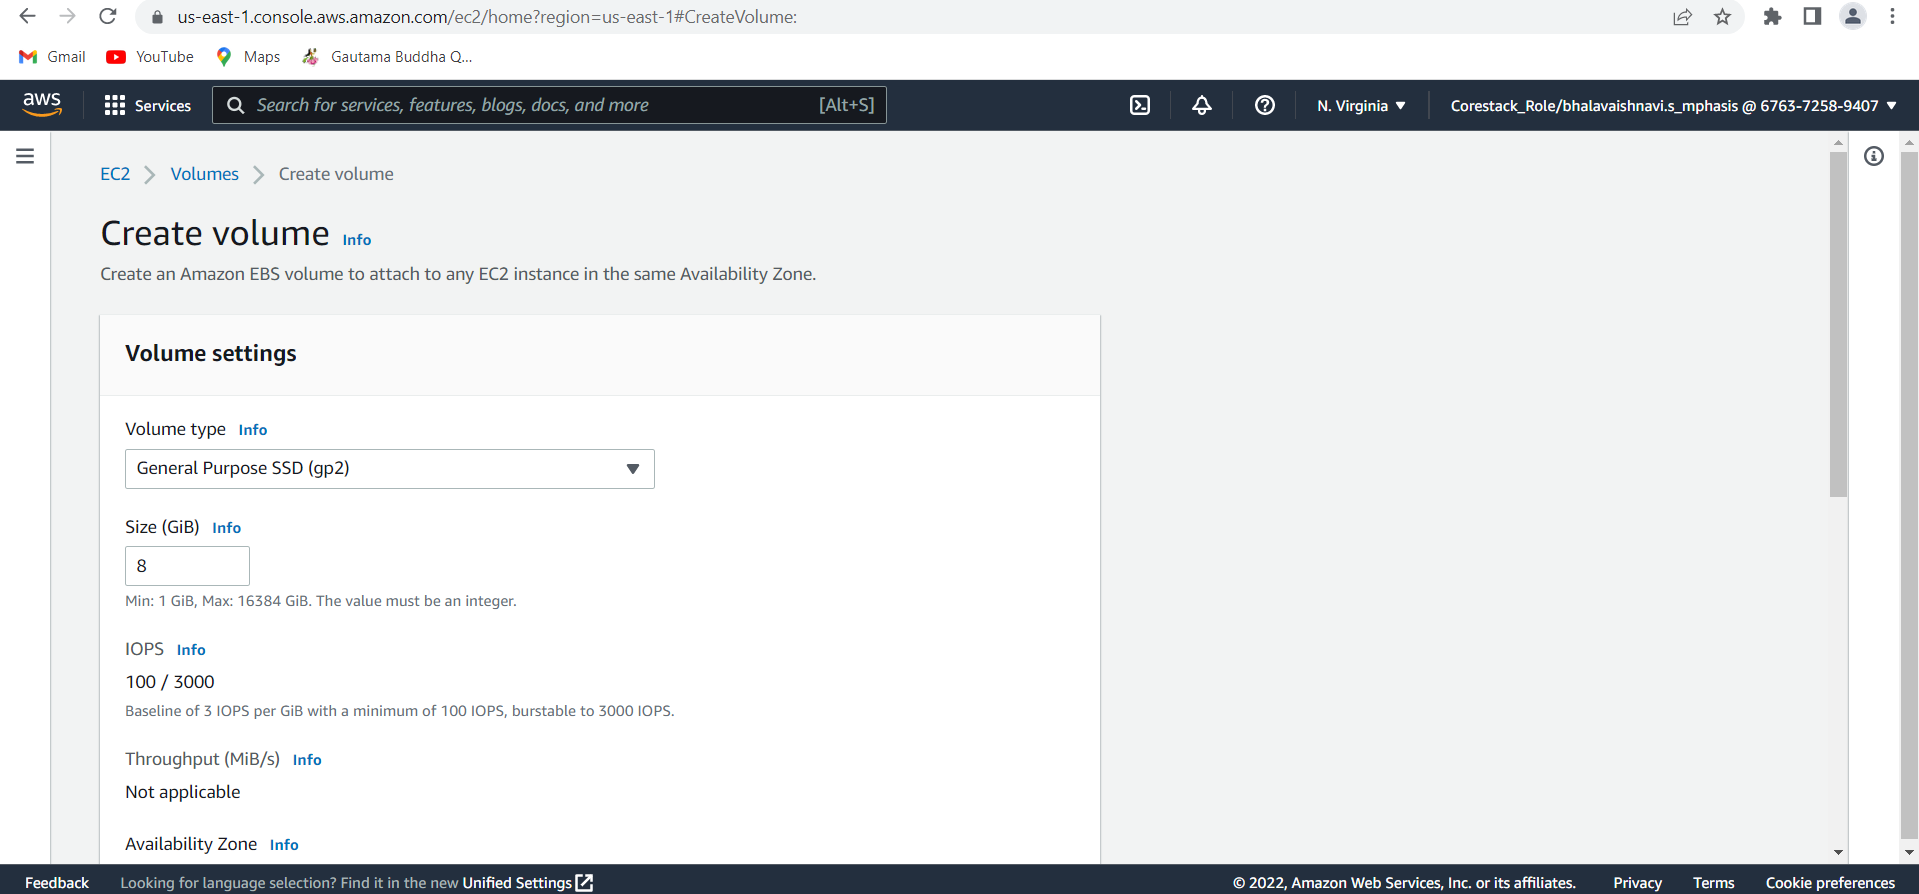 us-east-1.console.aws.amazon.com/ec2/home?region=us-east-1#CreateVolume:
Gmail YouTube Maps Gautama Buddha Q...
aws Services Search for services, features, blogs, docs, and more [Alt+S] N. Virginia Corestack_Role/bhalavaishnavi.s_mphasis @ 6763-7258-9407
EC2 Volumes Create volume
Create volume Info
Create an Amazon EBS volume to attach to any EC2 instance in the same Availability Zone.
Volume settings
Volume type Info
General Purpose SSD (gp2)
Size (GiB) Info
8
Min: 1 GiB, Max: 16384 GiB. The value must be an integer.
IOPS Info
100 / 3000
Baseline of 3 IOPS per GiB with a minimum of 100 IOPS, burstable to 3000 IOPS.
Throughput (MiB/s) Info
Not applicable
Availability Zone Info
Feedback Looking for language selection? Find it in the new Unified Settings © 2022, Amazon Web Services, Inc. or its affiliates. Privacy Terms Cookie preferences